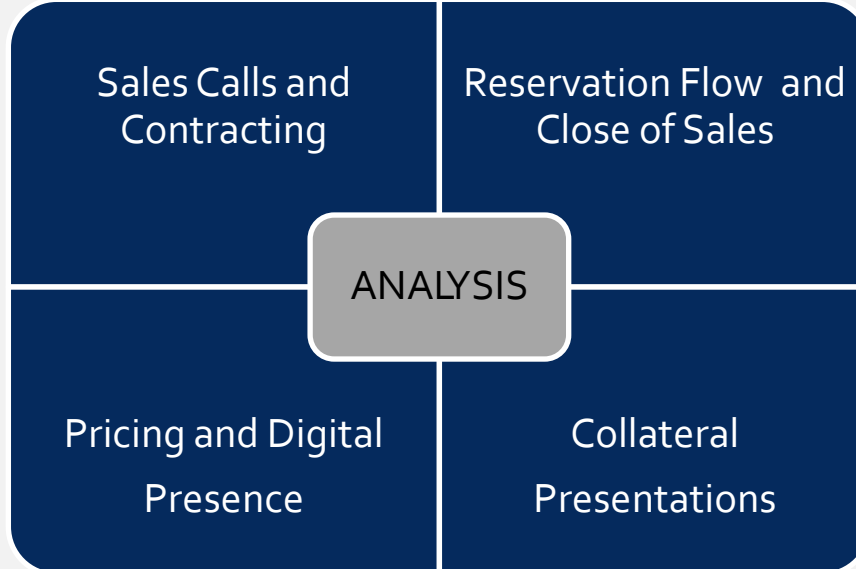 Sales Calls and
Contracting
Reservation Flow  and
Close of Sales
ANALYSIS
Pricing and Digital
Presence
Collateral
Presentations